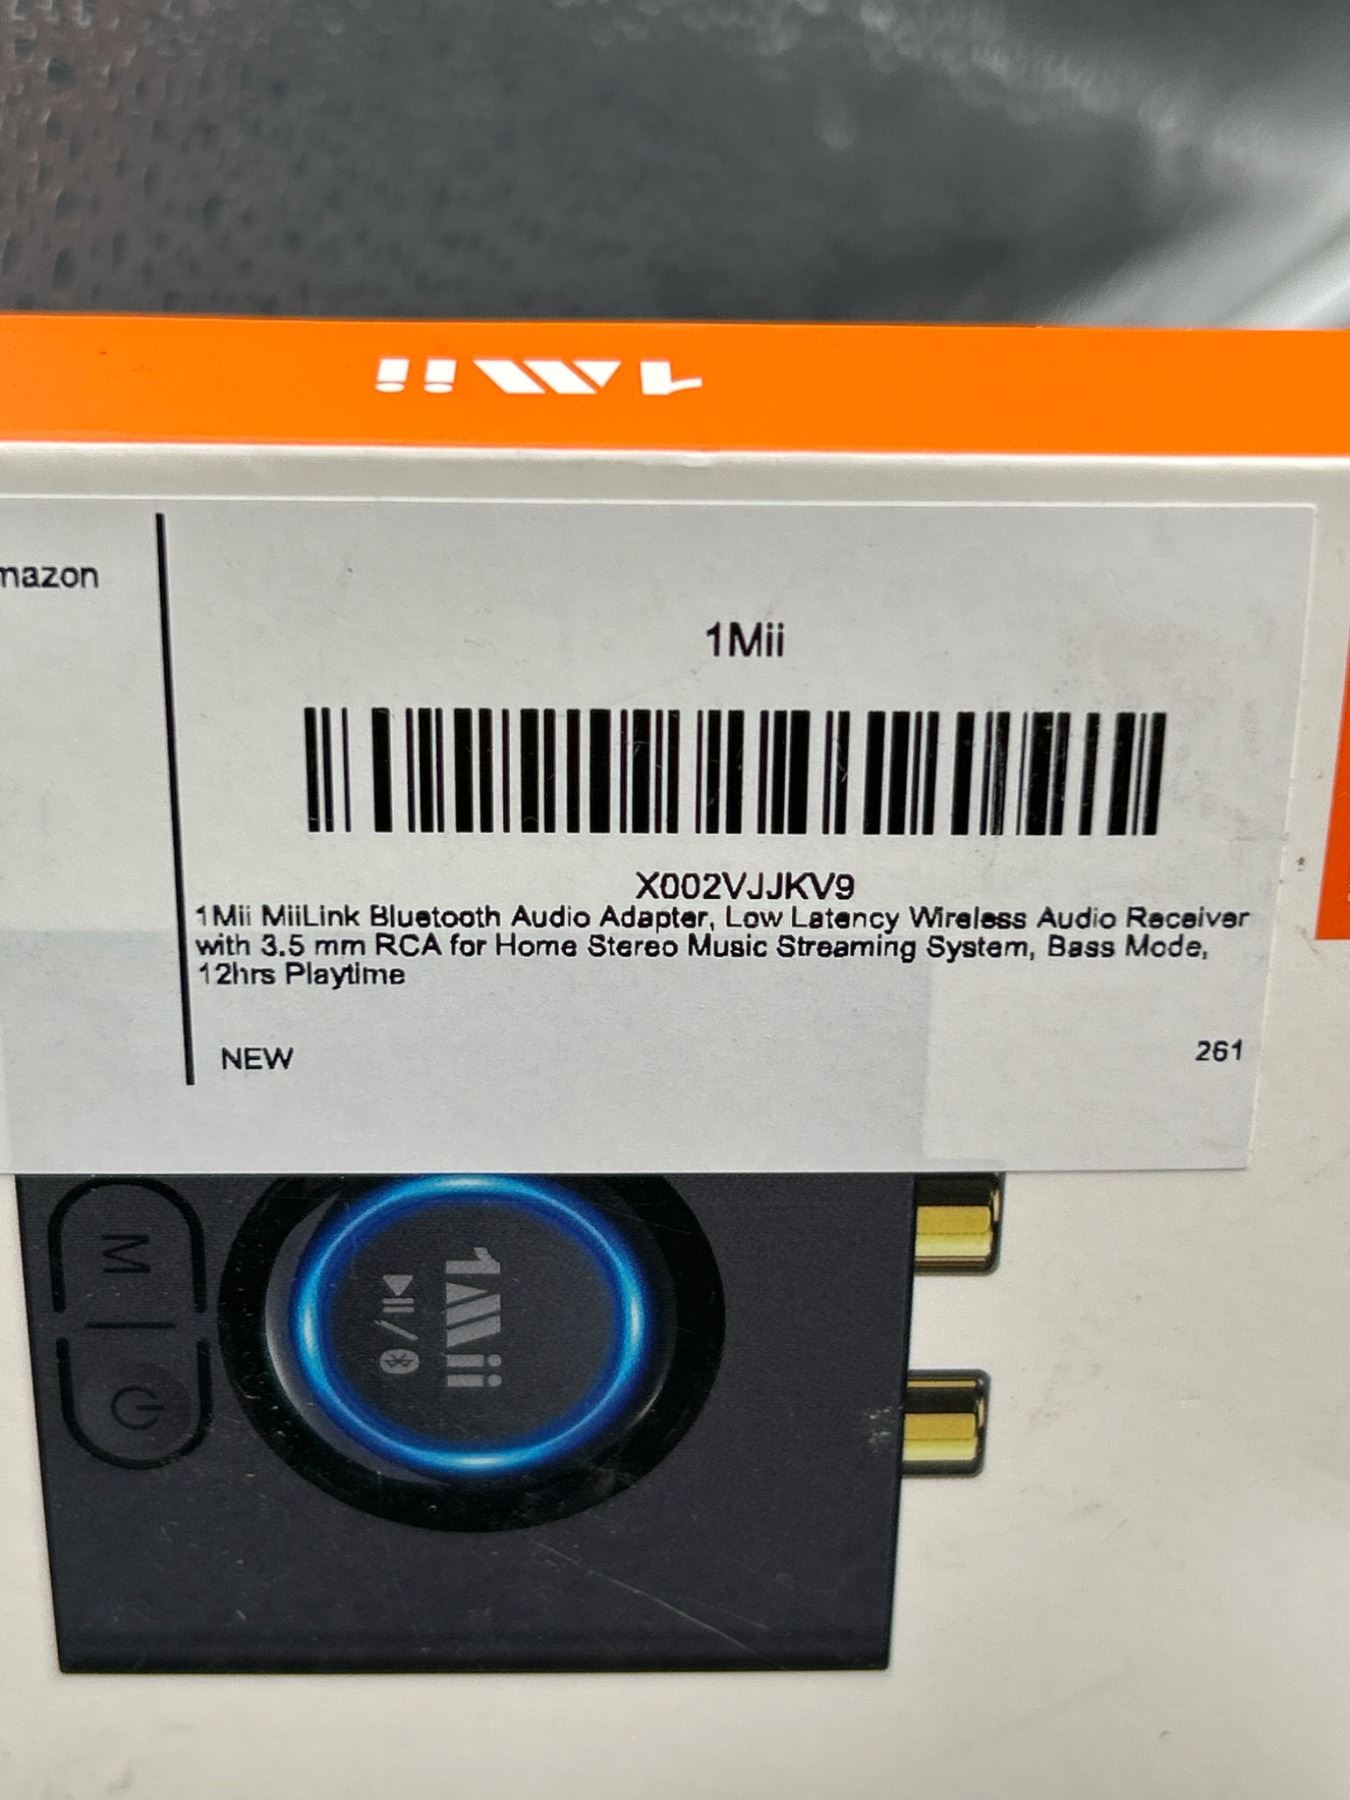 1Mii
mazon
1Mii
X002VJJKV9
1Mii MiiLink Bluetooth Audio Adapter, Low Latency Wireless Audio Receiver
with 3.5 mm RCA for Home Stereo Music Streaming System, Bass Mode,
12hrs Playtime
NEW
261
M
1Mii